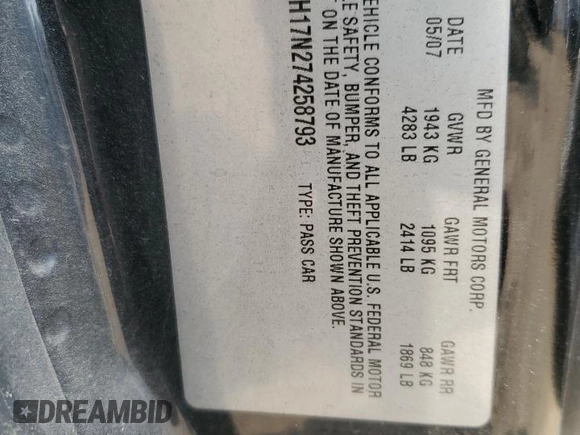 MFD BY GENERAL MOTORS CORP.
DATE GVWR GAWR FRT GAWR RR
05/07 1943 KG 1095 KG 848 KG
4283 LB 2414 LB 1869 LB
VEHICLE CONFORMS TO ALL APPLICABLE U.S. FEDERAL MOTOR
LE SAFETY, BUMPER, AND THEFT PREVENTION STANDARDS IN
T ON THE DATE OF MANUFACTURE SHOWN ABOVE.
H17N274258793 TYPE: PASS CAR
DREAMBID